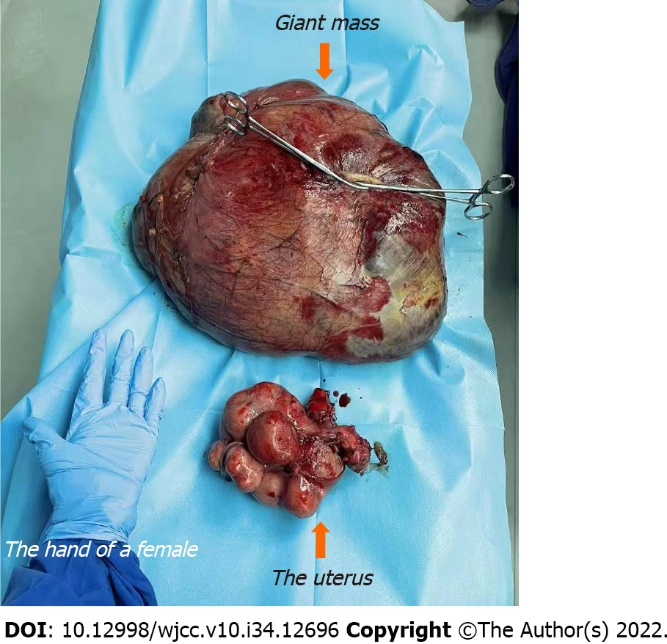 Giant mass
The hand of a female
The uterus
DOI: 10.12998/wjcc.v10.i34.12696 Copyright ©The Author(s) 2022.